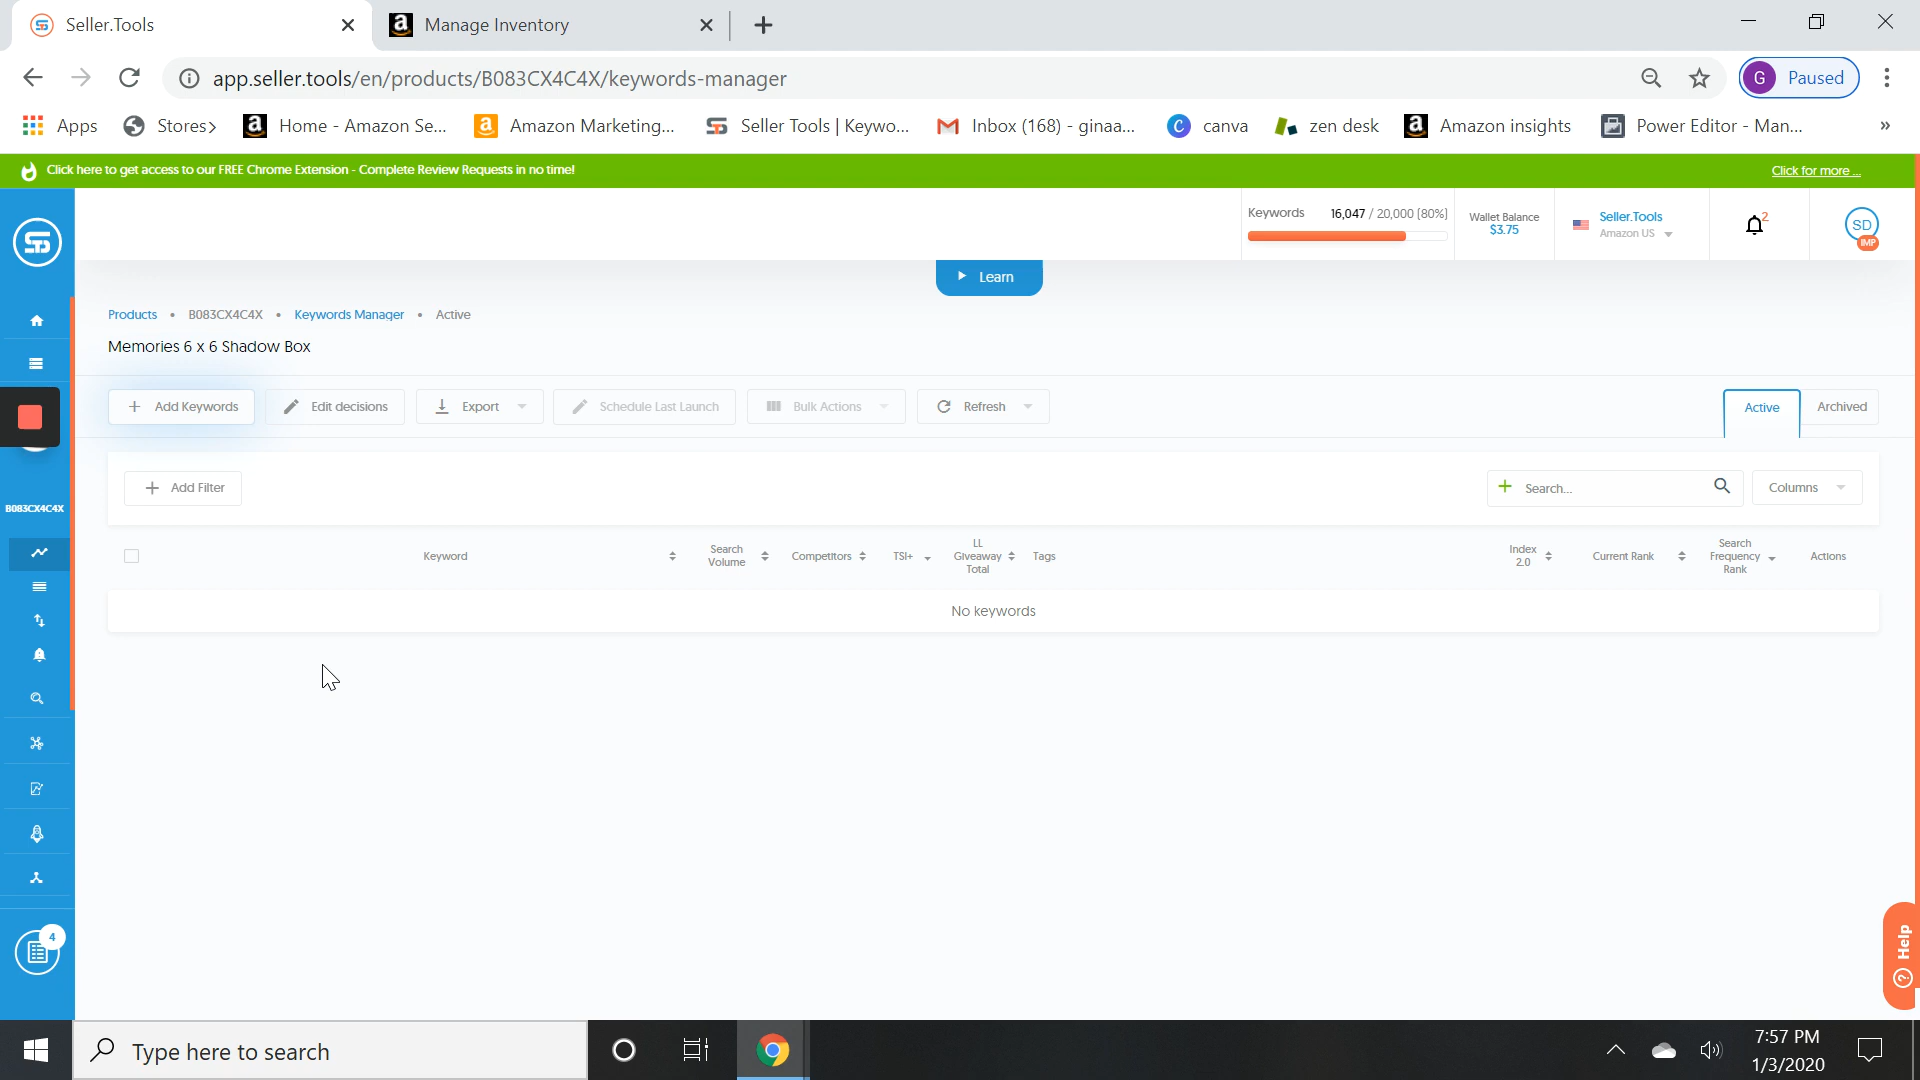 Seller.Tools
Manage Inventory
app.seller.tools/en/products/B083CX4C4X/keywords-manager
G Paused
Apps
Stores>
Home - Amazon Se...
Amazon Marketing...
Seller Tools | Keywo...
Inbox (168) - ginaa...
canva
zen desk
Amazon insights
Power Editor - Man...
»
Click here to get access to our FREE Chrome Extension - Complete Review Requests in no time!
Click for more ...
Keywords 16,047 / 20,000 [80%]
Wallet Balance
$3.75
Seller.Tools
Amazon US
2
SD
IMP
Learn
Products • B083CX4C4X • Keywords Manager • Active
Memories 6 x 6 Shadow Box
Add Keywords
Edit decisions
Export
Schedule Last Launch
Bulk Actions
Refresh
Active
Archived
B083CX4C4X
Add Filter
Search...
Columns
Keyword
Search
Volume
Competitors
TSI+
LL
Giveaway
Total
Tags
Index
2.0
Current Rank
Search
Frequency
Rank
Actions
No keywords
4
Help
Type here to search
7:57 PM
1/3/2020